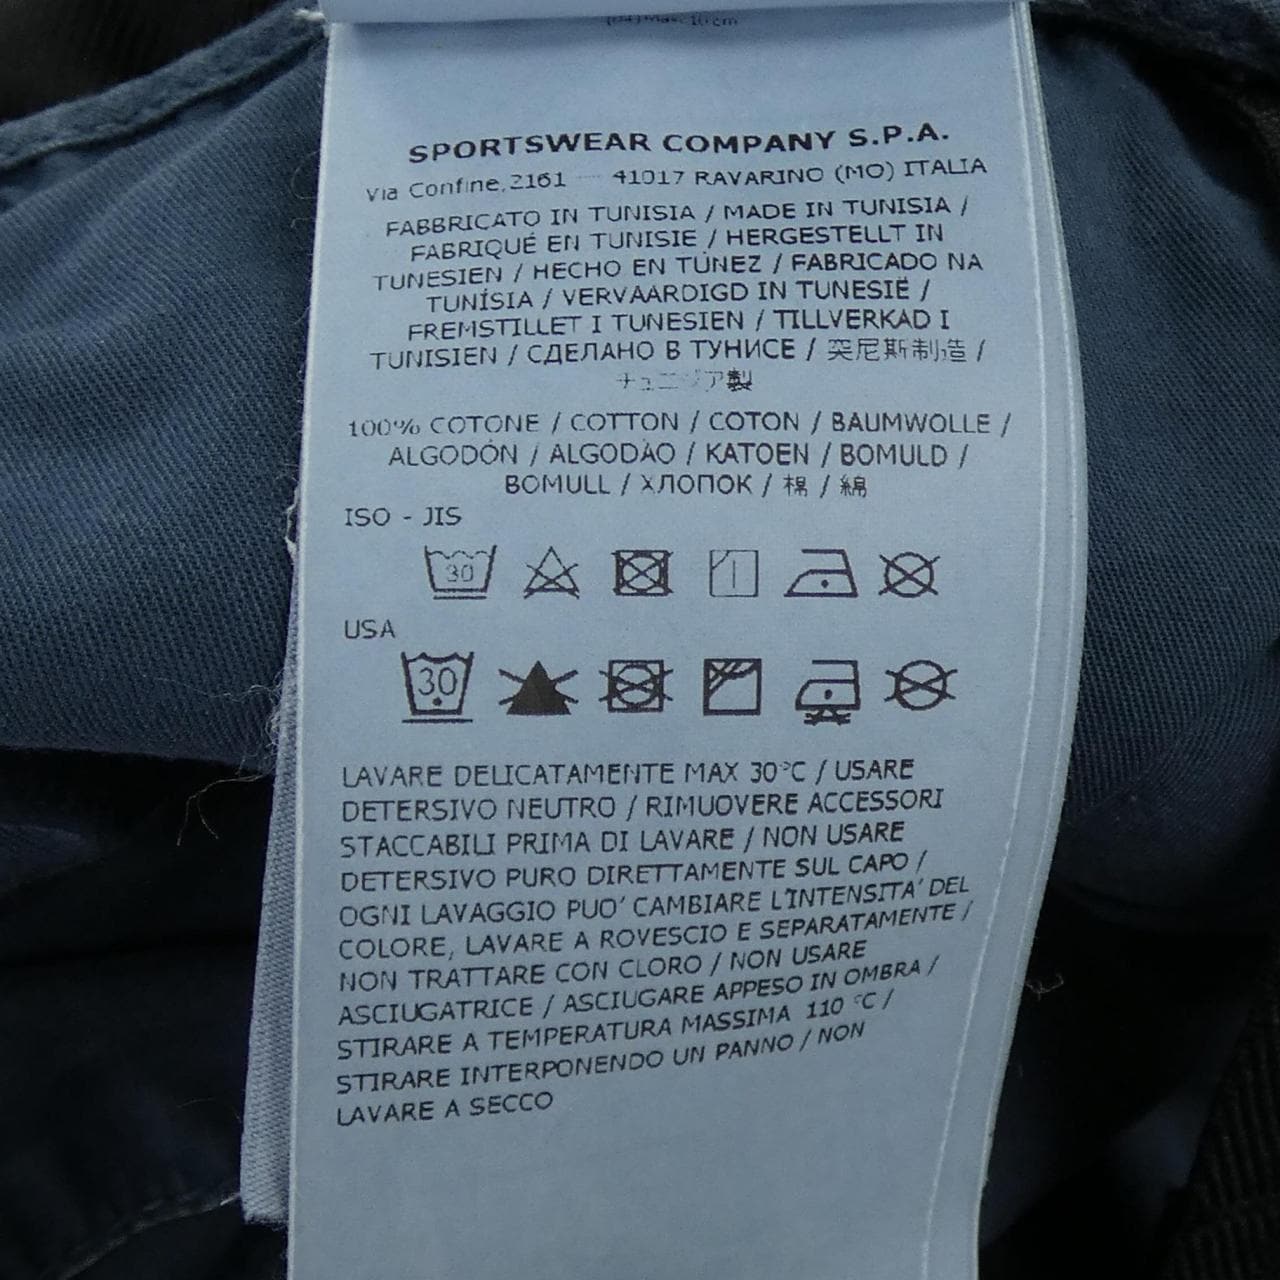 Max. 10 cm
SPORTSWEAR COMPANY S.P.A.
Via Confine, 2161 — 41017 RAVARINO (MO) ITALIA
FABBRICATO IN TUNISIA / MADE IN TUNISIA /
FABRIQUÉ EN TUNISIE / HERGESTELLT IN
TUNESIEN / HECHO EN TÚNEZ / FABRICADO NA
TUNÍSIA / VERVAARDIGD IN TUNESIË /
FREMSTILLET I TUNESIEN / TILLVERKAD I
TUNISIEN / СДЕЛАНО В ТУНИСЕ / 突尼斯制造 /
チュニジア製
100% COTONE / COTTON / COTON / BAUMWOLLE /
ALGODÓN / ALGODÃO / KATOEN / BOMULD /
BOMULL / ХЛОПОК / 棉 / 綿
ISO - JIS
30
USA
30
LAVARE DELICATAMENTE MAX 30°C / USARE
DETERSIVO NEUTRO / RIMUOVERE ACCESSORI
STACCABILI PRIMA DI LAVARE / NON USARE
DETERSIVO PURO DIRETTAMENTE SUL CAPO /
OGNI LAVAGGIO PUO' CAMBIARE L'INTENSITA' DEL
COLORE, LAVARE A ROVESCIO E SEPARATAMENTE /
NON TRATTARE CON CLORO / NON USARE
ASCIUGATRICE / ASCIUGARE APPESO IN OMBRA /
STIRARE A TEMPERATURA MASSIMA 110 °C /
STIRARE INTERPONENDO UN PANNO / NON
LAVARE A SECCO